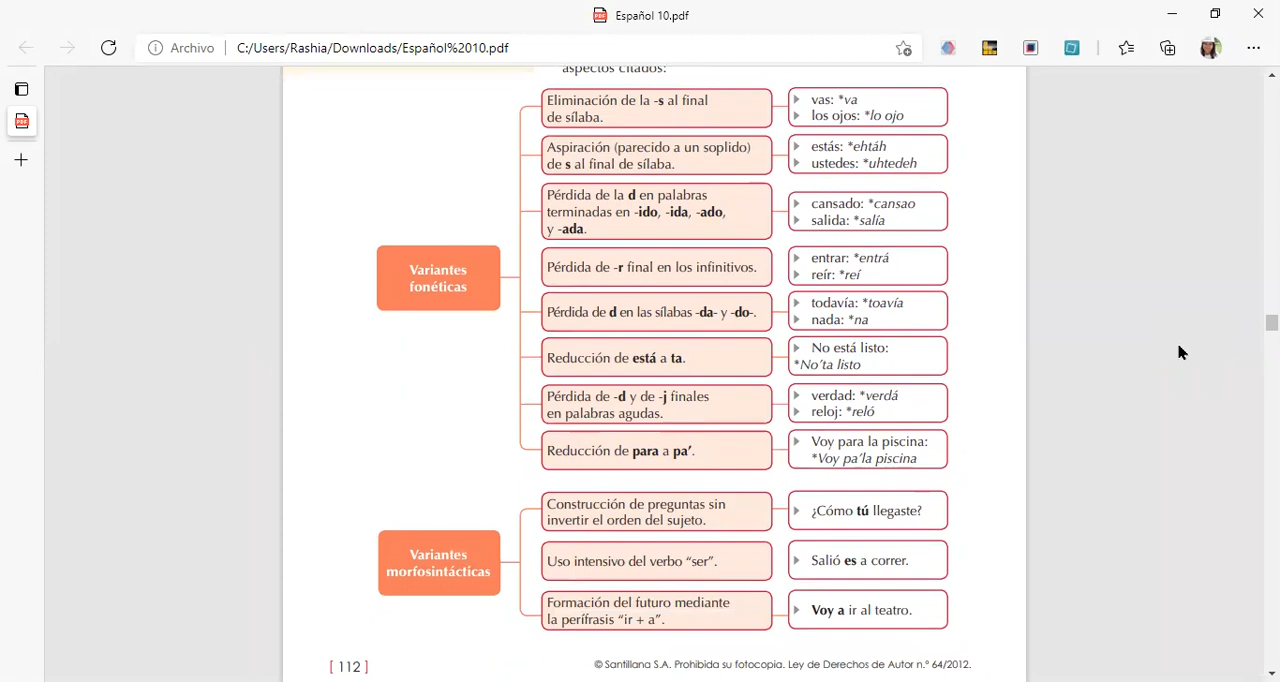 Español 10.pdf
Archivo | C:/Users/Rashia/Downloads/Español%2010.pdf
aspectos citados:
Variantes
fonéticas
Eliminación de la -s al final
de sílaba.
vas: *va
los ojos: *lo ojo
Aspiración (parecido a un soplido)
de s al final de sílaba.
estás: *ehtáh
ustedes: *uhtedeh
Pérdida de la d en palabras
terminadas en -ido, -ida, -ado,
y -ada.
cansado: *cansao
salida: *salía
Pérdida de -r final en los infinitivos.
entrar: *entrá
reír: *reí
Pérdida de d en las sílabas -da- y -do-.
todavía: *toavía
nada: *na
Reducción de está a ta.
No está listo:
*No'ta listo
Pérdida de -d y de -j finales
en palabras agudas.
verdad: *verdá
reloj: *reló
Reducción de para a pa'.
Voy para la piscina:
*Voy pa'la piscina
Variantes
morfosintácticas
Construcción de preguntas sin
invertir el orden del sujeto.
¿Cómo tú llegaste?
Uso intensivo del verbo “ser”.
Salió es a correr.
Formación del futuro mediante
la perífrasis “ir + a”.
Voy a ir al teatro.
[ 112 ]
© Santillana S.A. Prohibida su fotocopia. Ley de Derechos de Autor n.º 64/2012.